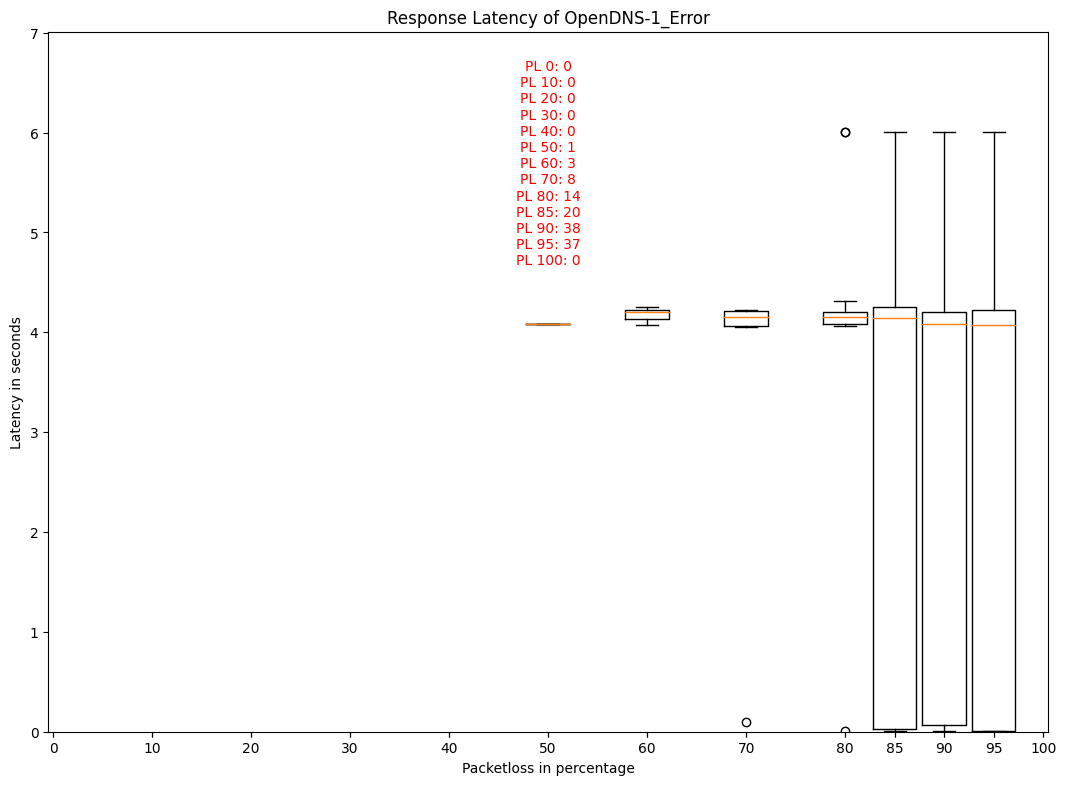 Response Latency of OpenDNS-1_Error
7
6
5
4
3
2
1
0
Latency in seconds
PL 0: 0
PL 10: 0
PL 20: 0
PL 30: 0
PL 40: 0
PL 50: 1
PL 60: 3
PL 70: 8
PL 80: 14
PL 85: 20
PL 90: 38
PL 95: 37
PL 100: 0
0 10 20 30 40 50 60 70 80 85 90 95 100
Packetloss in percentage